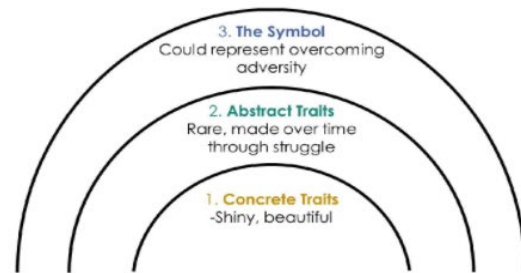 3. The Symbol
Could represent overcoming
adversity
2. Abstract Traits
Rare, made over time
through struggle
1. Concrete Traits
-Shiny, beautiful